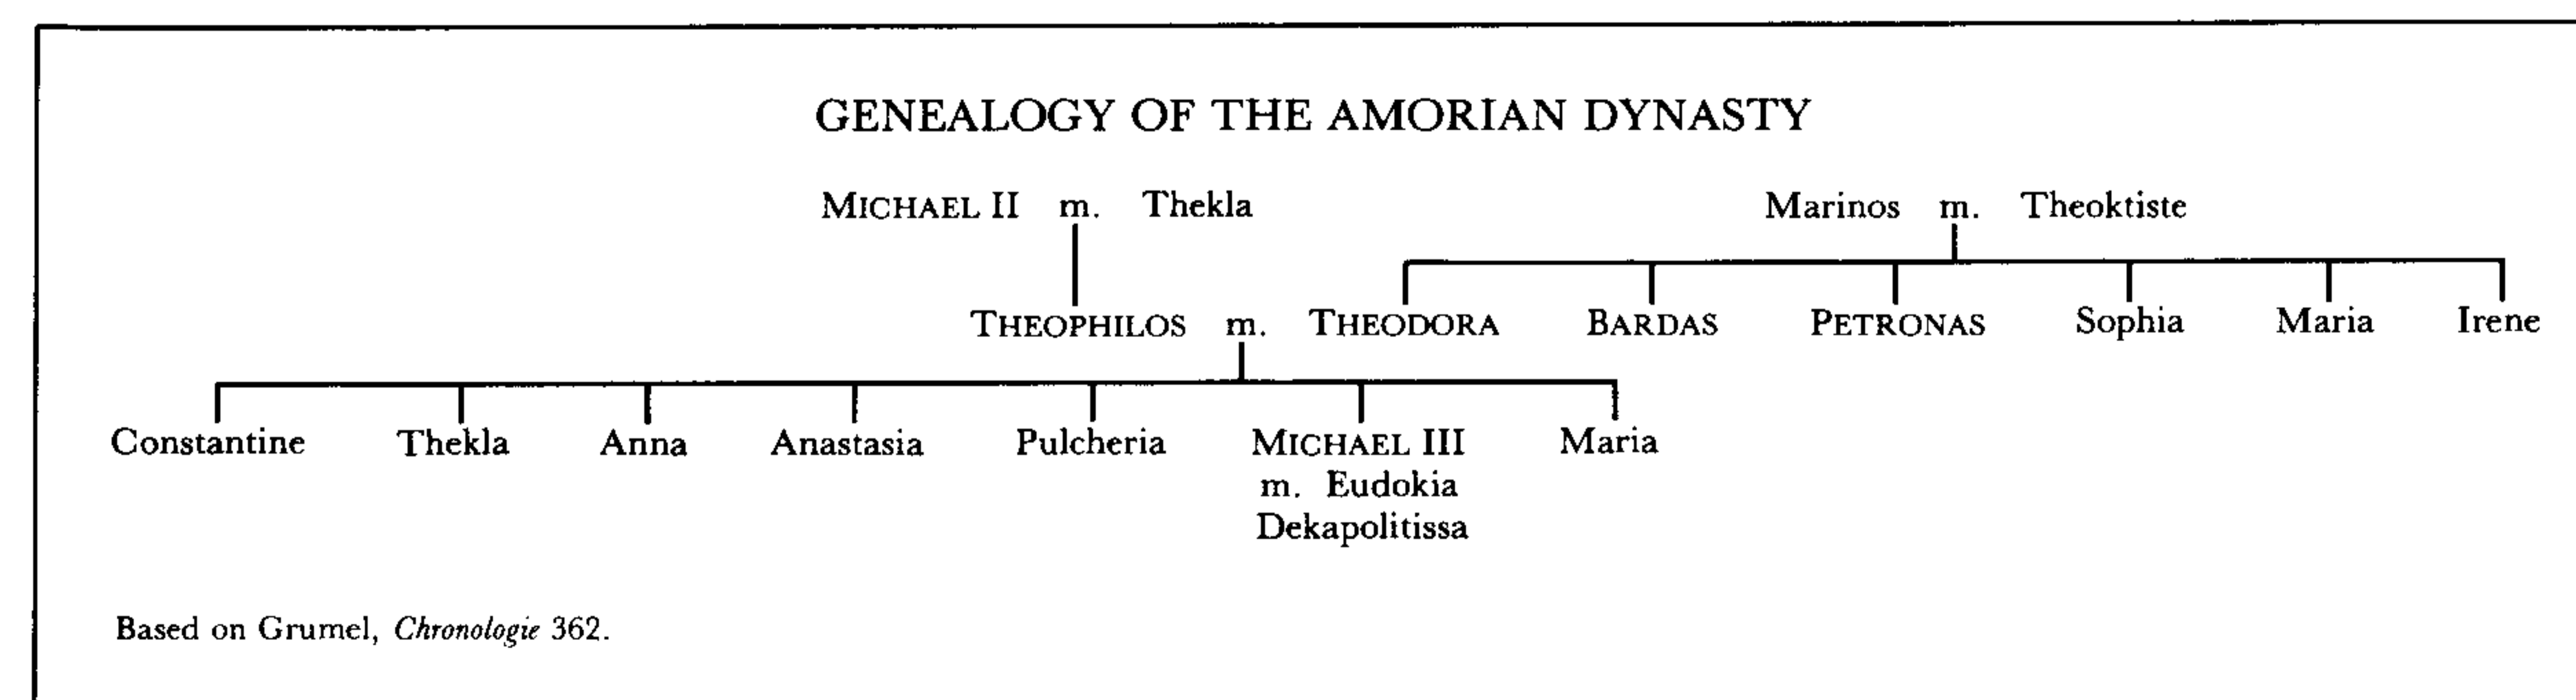 GENEALOGY OF THE AMORIAN DYNASTY
MICHAEL II m. Thekla Marinos m. Theoktiste
THEOPHILOS m. THEODORA BARDAS PETRONAS Sophia Maria Irene
Constantine Thekla Anna Anastasia Pulcheria MICHAEL III Maria
m. Eudokia
Dekapolitissa
Based on Grumel, Chronologie 362.